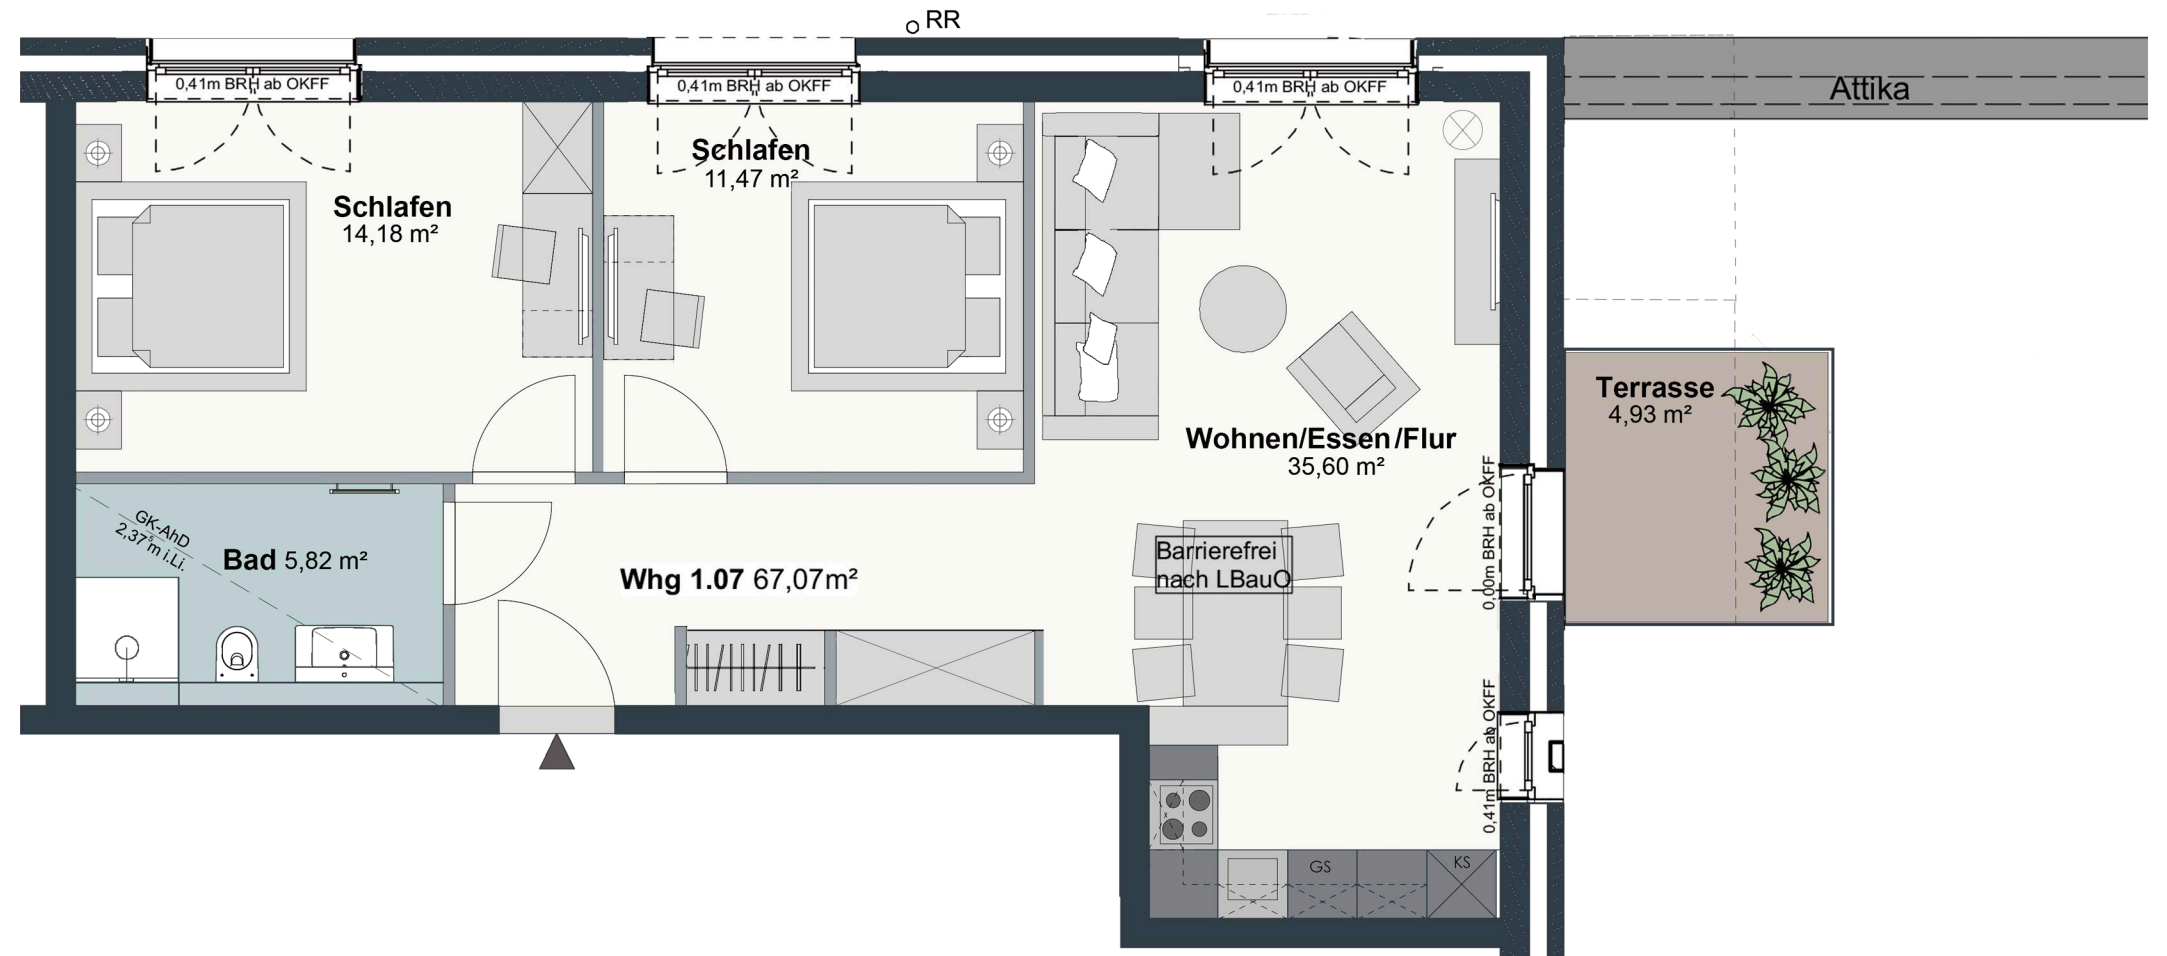 RR
0,41m BRH ab OKFF
0,41m BRH ab OKFF
0,41m BRH ab OKFF
Attika
Schlafen
14,18 m²
Schlafen
11,47 m²
Terrasse
4,93 m²
Wohnen/Essen/Flur
35,60 m²
0,00m BRH ab OKFF
GK-AhD
2,37⁵m i.Li.
Bad 5,82 m²
Whg 1.07 67,07m²
Barrierefrei
nach LBauO
0,41m BRH ab OKFF
GS
KS